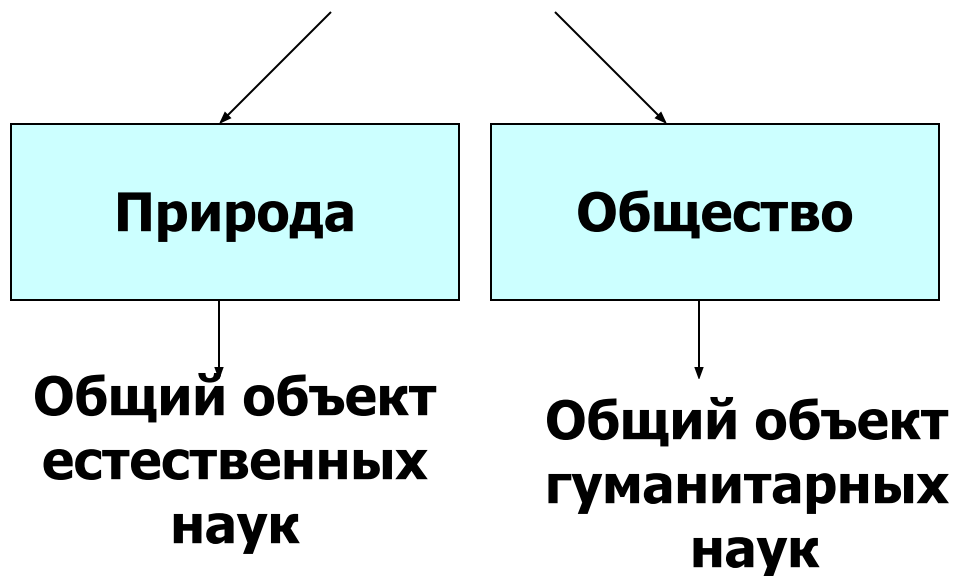 Природа
Общество
Общий объект
естественных
наук
Общий объект
гуманитарных
наук